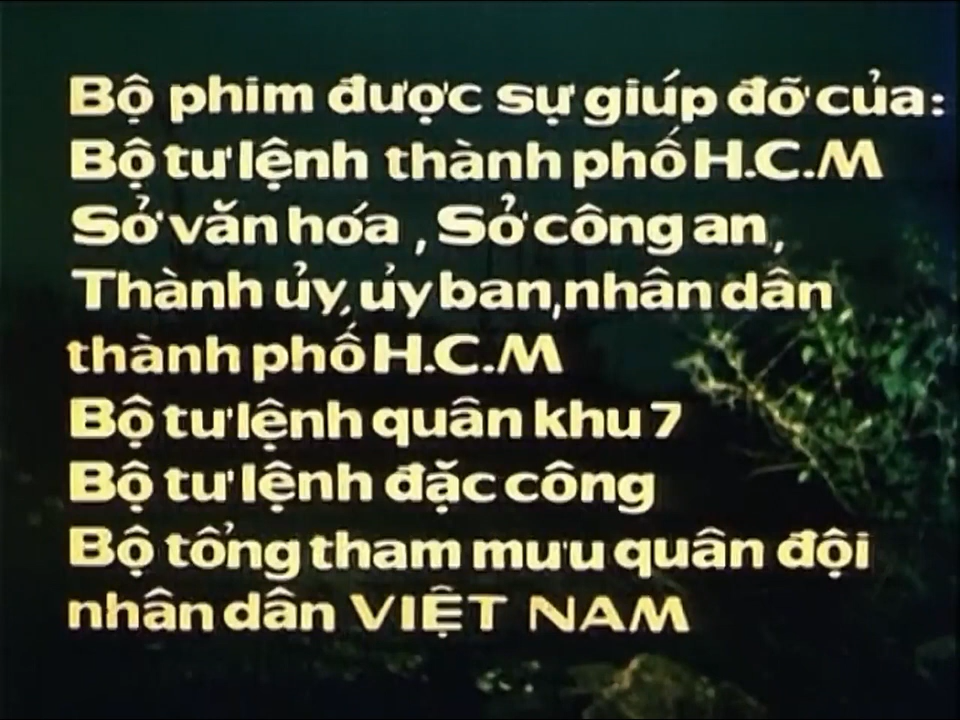 Bộ phim được sự giúp đỡ của:
Bộ tư lệnh thành phố H.C.M
Sở văn hóa, Sở công an,
Thành ủy, ủy ban, nhân dân
thành phố H.C.M
Bộ tư lệnh quân khu 7
Bộ tư lệnh đặc công
Bộ tổng tham mưu quân đội
nhân dân VIỆT NAM